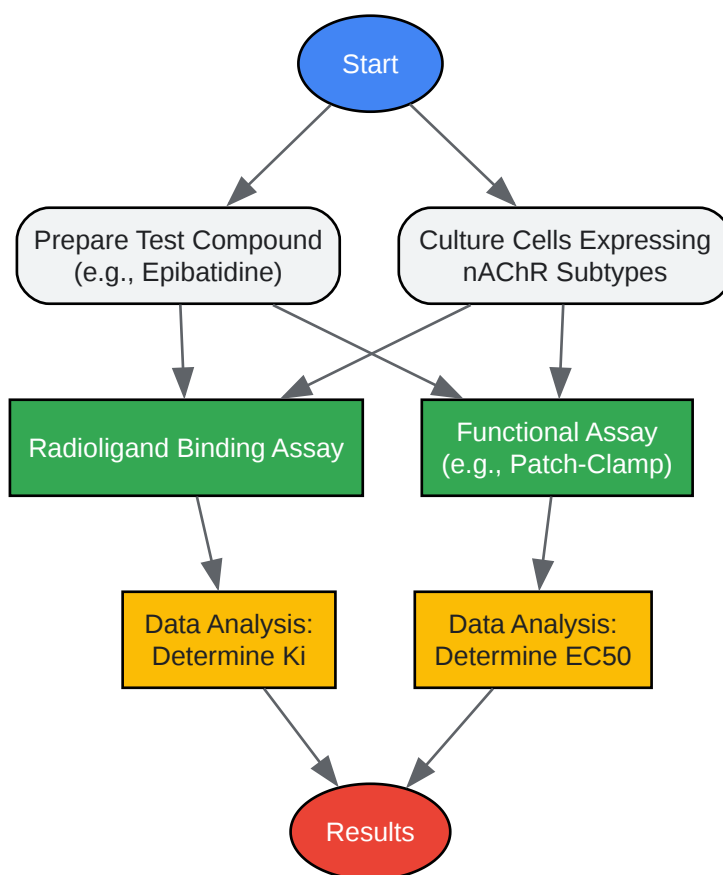 Start
Prepare Test Compound
(e.g., Epibatidine)
Culture Cells Expressing
nAChR Subtypes
Radioligand Binding Assay
Functional Assay
(e.g., Patch-Clamp)
Data Analysis:
Determine Ki
Data Analysis:
Determine EC50
Results